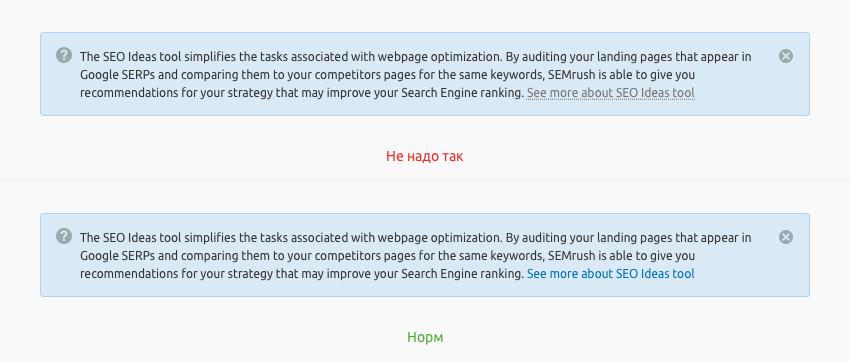 The SEO Ideas tool simplifies the tasks associated with webpage optimization. By auditing your landing pages that appear in
Google SERPs and comparing them to your competitors pages for the same keywords, SEMrush is able to give you
recommendations for your strategy that may improve your Search Engine ranking. See more about SEO Ideas tool
Не надо так
The SEO Ideas tool simplifies the tasks associated with webpage optimization. By auditing your landing pages that appear in
Google SERPs and comparing them to your competitors pages for the same keywords, SEMrush is able to give you
recommendations for your strategy that may improve your Search Engine ranking. See more about SEO Ideas tool
Норм